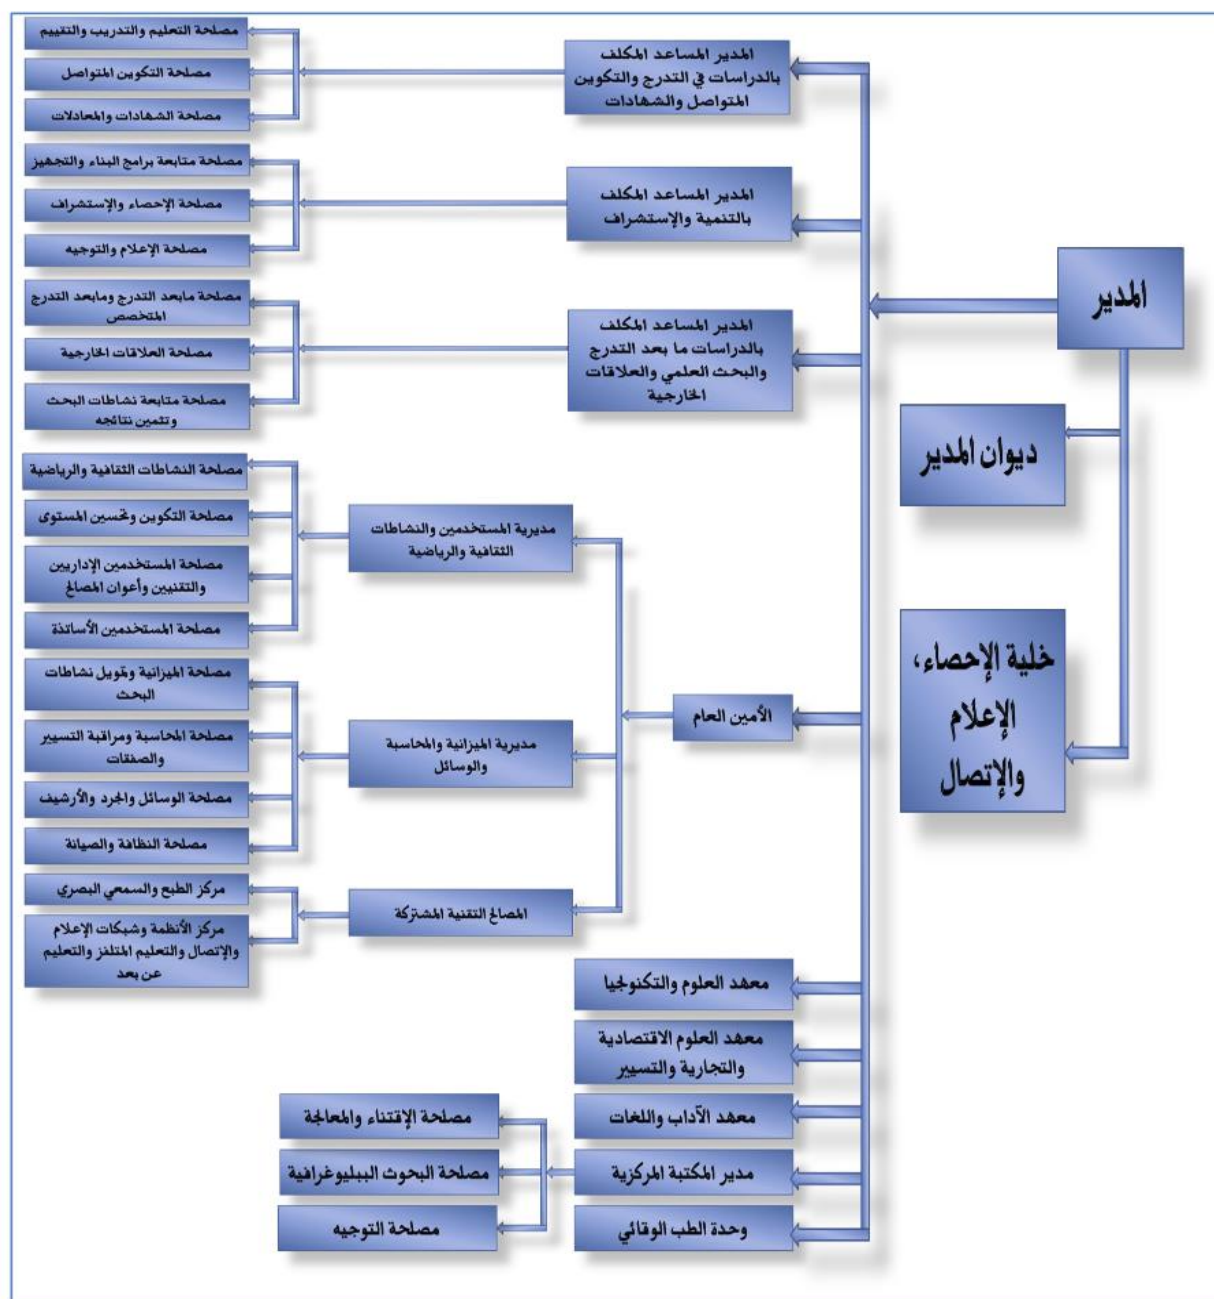 المدير
ديوان المدير
خلية الإحصاء،
الإعلام
والإتصال
المدير المساعد المكلف
بالدراسات في التدرج والتكوين
المتواصل والشهادات
مصلحة التعليم والتدريب والتقييم
مصلحة التكوين المتواصل
مصلحة الشهادات والمعادلات
المدير المساعد المكلف
بالتنمية والإستشراف
مصلحة متابعة برامج البناء والتجهيز
مصلحة الإحصاء والإستشراف
مصلحة الإعلام والتوجيه
المدير المساعد المكلف
بالدراسات ما بعد التدرج
والبحث العلمي والعلاقات
الخارجية
مصلحة مابعد التدرج ومابعد التدرج
المتخصص
مصلحة العلاقات الخارجية
مصلحة متابعة نشاطات البحث
وتثمين نتائجه
الأمين العام
مديرية المستخدمين والنشاطات
الثقافية والرياضية
مصلحة النشاطات الثقافية والرياضية
مصلحة التكوين وتحسين المستوى
مصلحة المستخدمين الإداريين
والتقنيين وأعوان المصالح
مصلحة المستخدمين الأساتذة
مديرية الميزانية والمحاسبة
والوسائل
مصلحة الميزانية وتمويل نشاطات
البحث
مصلحة المحاسبة ومراقبة التسيير
والصفقات
مصلحة الوسائل والجرد والأرشيف
مصلحة النظافة والصيانة
المصالح التقنية المشتركة
مركز الطبع والسمعي البصري
مركز الأنظمة وشبكات الإعلام
والإتصال والتعليم المتلفز والتعليم
عن بعد
معهد العلوم والتكنولجيا
معهد العلوم الاقتصادية
والتجارية والتسيير
معهد الآداب واللغات
مدير المكتبة المركزية
مصلحة الإقتناء والمعالجة
مصلحة البحوث الببليوغرافية
مصلحة التوجيه
وحدة الطب الوقائي